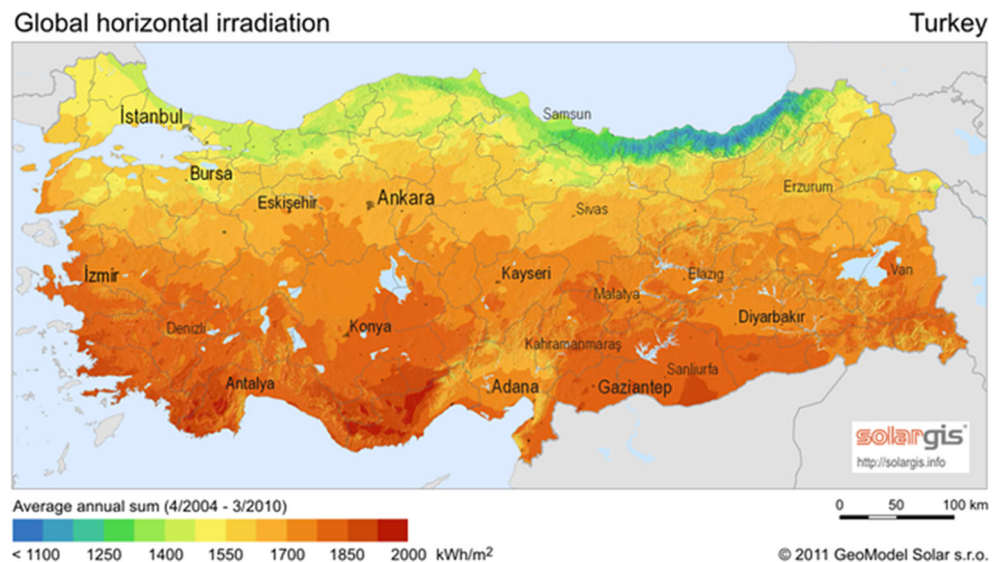 Global horizontal irradiation
Turkey
İstanbul
Samsun
Bursa
Erzurum
Eskişehir
Ankara
Sivas
İzmir
Kayseri
Elazig
Van
Malatya
Diyarbakır
Denizli
Konya
Kahramanmaraş
Sanliurfa
Antalya
Adana
Gaziantep
solargis
http://solargis.info
Average annual sum (4/2004 - 3/2010)
0 50 100 km
< 1100 1250 1400 1550 1700 1850 2000 kWh/m²
© 2011 GeoModel Solar s.r.o.